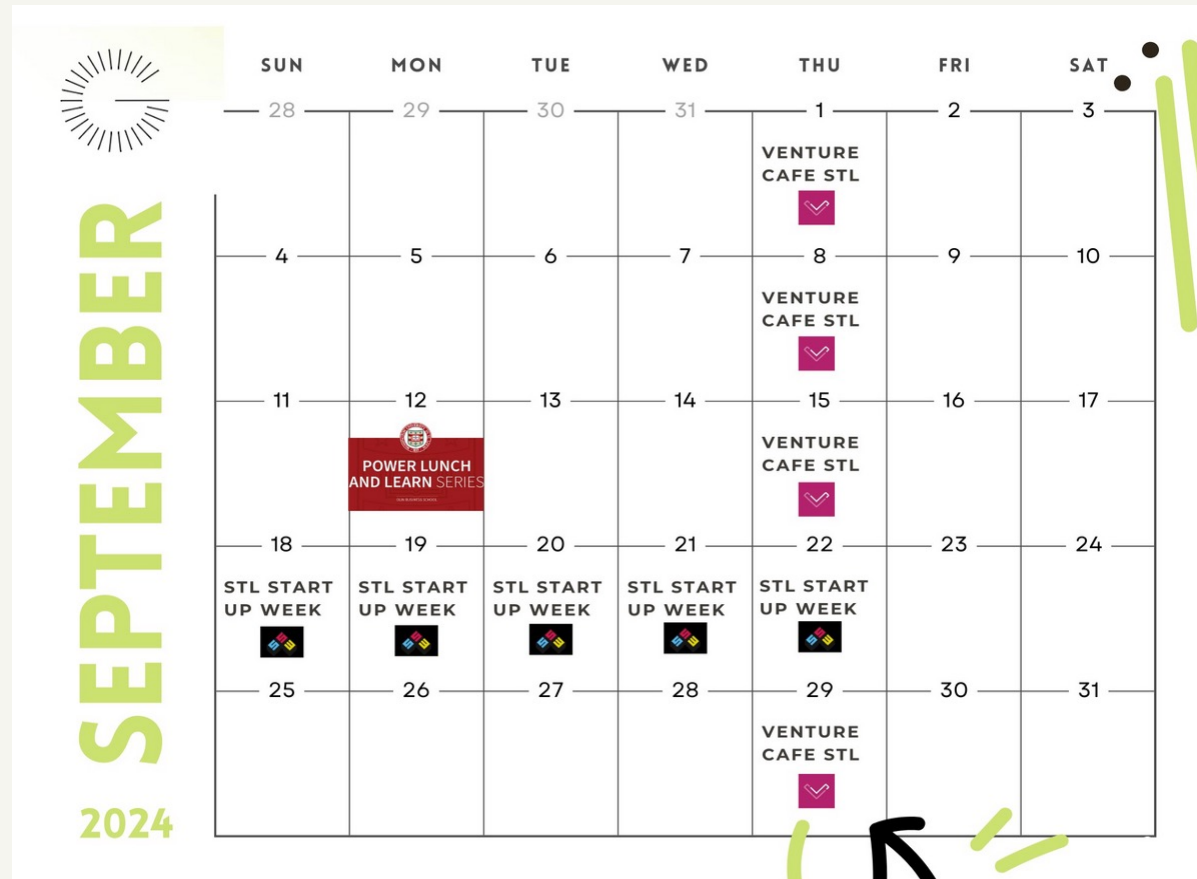 SUN MON TUE WED THU FRI SAT
28 29 30 31 1 2 3
VENTURE
CAFE STL
4 5 6 7 8 9 10
VENTURE
CAFE STL
11 12 13 14 15 16 17
POWER LUNCH
AND LEARN SERIES
VENTURE
CAFE STL
18 19 20 21 22 23 24
STL START STL START STL START STL START STL START
UP WEEK UP WEEK UP WEEK UP WEEK UP WEEK
25 26 27 28 29 30 31
VENTURE
CAFE STL
SEPTEMBER
2024